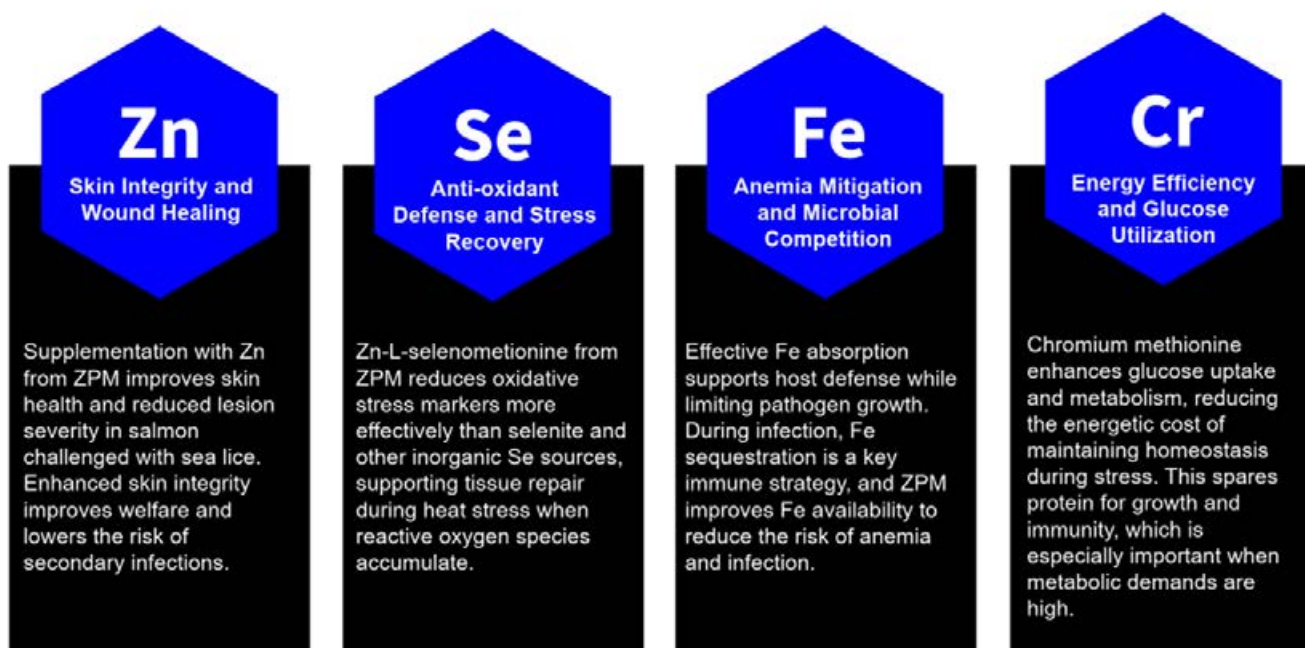 Zn
Skin Integrity and
Wound Healing
Supplementation with Zn
from ZPM improves skin
health and reduced lesion
severity in salmon
challenged with sea lice.
Enhanced skin integrity
improves welfare and
lowers the risk of
secondary infections.
Se
Anti-oxidant
Defense and Stress
Recovery
Zn-L-selenometionine from
ZPM reduces oxidative
stress markers more
effectively than selenite and
other inorganic Se sources,
supporting tissue repair
during heat stress when
reactive oxygen species
accumulate.
Fe
Anemia Mitigation
and Microbial
Competition
Effective Fe absorption
supports host defense while
limiting pathogen growth.
During infection, Fe
sequestration is a key
immune strategy, and ZPM
improves Fe availability to
reduce the risk of anemia
and infection.
Cr
Energy Efficiency
and Glucose
Utilization
Chromium methionine
enhances glucose uptake
and metabolism, reducing
the energetic cost of
maintaining homeostasis
during stress. This spares
protein for growth and
immunity, which is
especially important when
metabolic demands are
high.